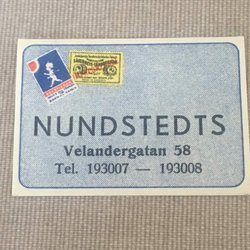 NUNDSTEDTS
Velandergatan 58
Tel. 193007 — 193008